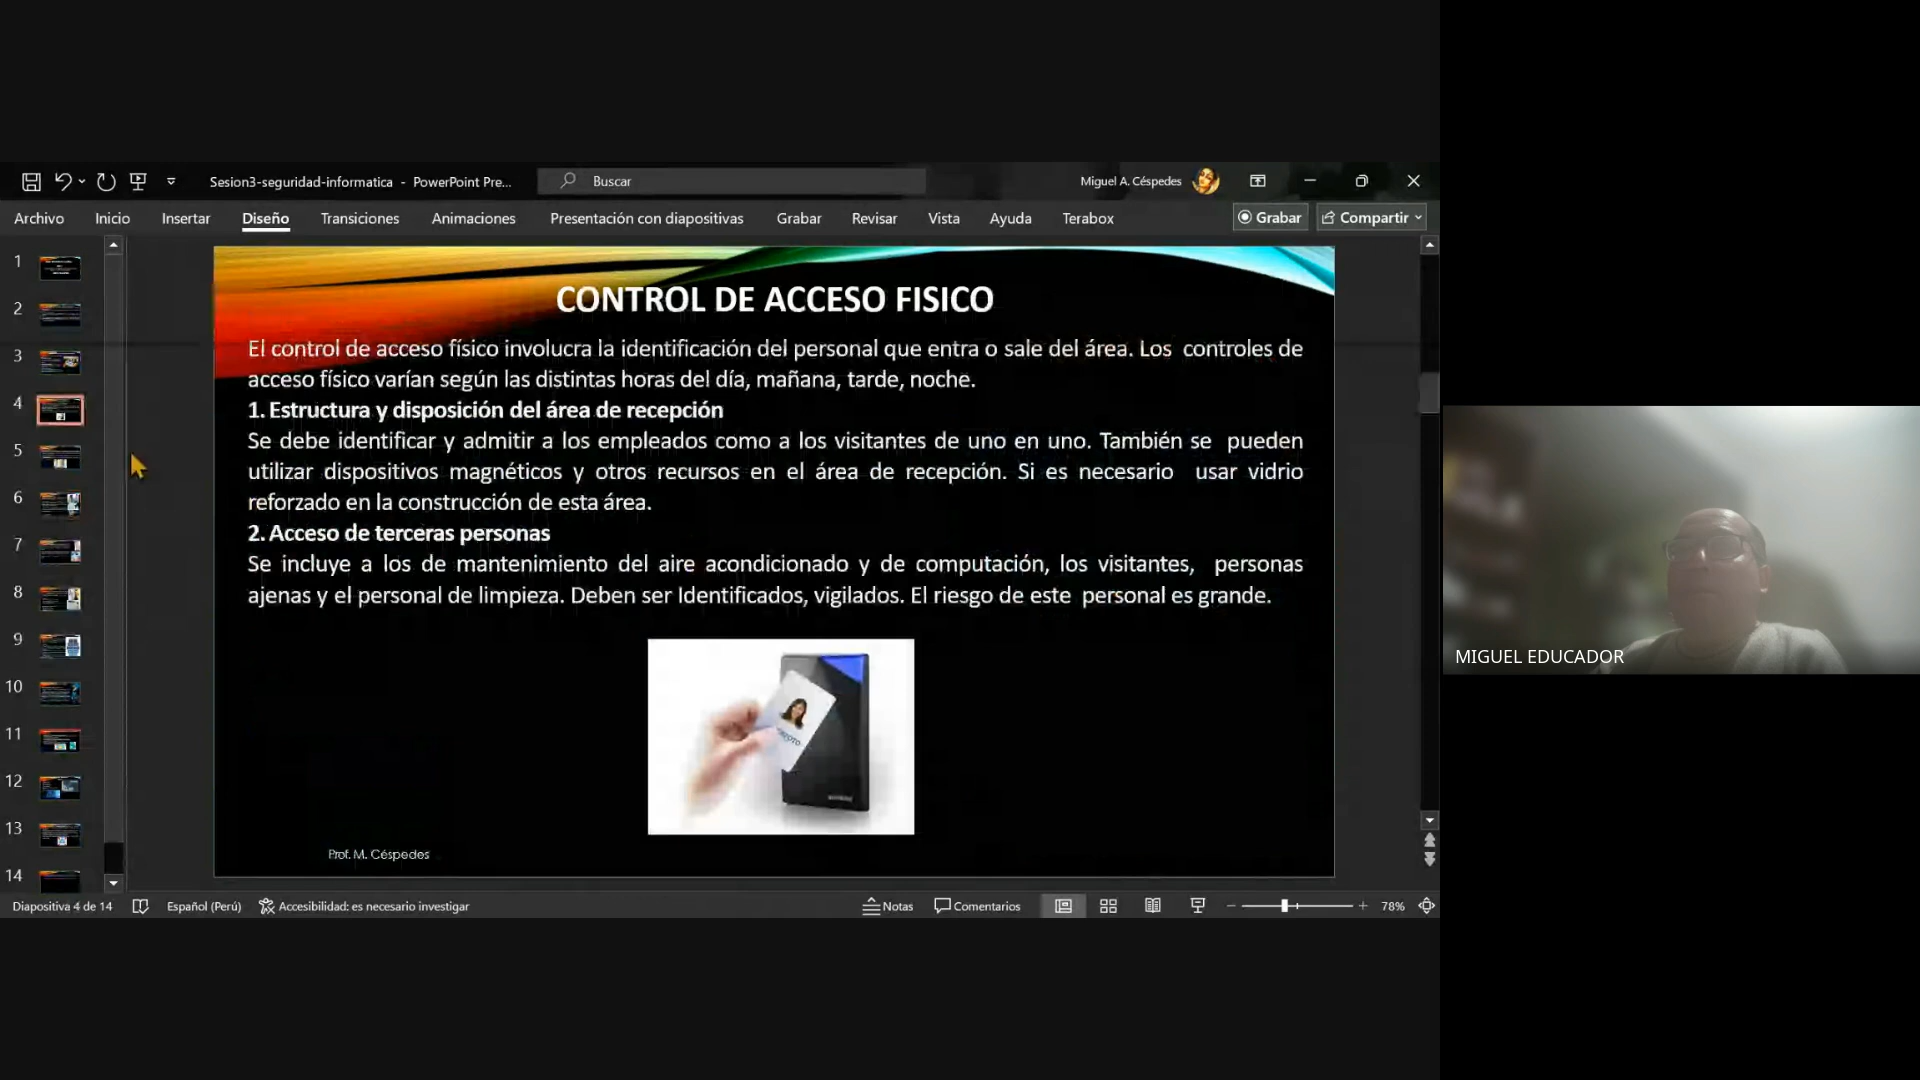 Sesion3-seguridad-informatica - PowerPoint Pre...
Buscar
Miguel A. Céspedes
Archivo Inicio Insertar Diseño Transiciones Animaciones Presentación con diapositivas Grabar Revisar Vista Ayuda Terabox Grabar Compartir
1
2
3
4
5
6
7
8
9
10
11
12
13
14
CONTROL DE ACCESO FISICO
El control de acceso físico involucra la identificación del personal que entra o sale del área. Los controles de
acceso físico varían según las distintas horas del día, mañana, tarde, noche.
1. Estructura y disposición del área de recepción
Se debe identificar y admitir a los empleados como a los visitantes de uno en uno. También se pueden
utilizar dispositivos magnéticos y otros recursos en el área de recepción. Si es necesario usar vidrio
reforzado en la construcción de esta área.
2. Acceso de terceras personas
Se incluye a los de mantenimiento del aire acondicionado y de computación, los visitantes, personas
ajenas y el personal de limpieza. Deben ser Identificados, vigilados. El riesgo de este personal es grande.
Prof. M. Céspedes
Diapositiva 4 de 14 Español (Perú) Accesibilidad: es necesario investigar Notas Comentarios 78%
MIGUEL EDUCADOR